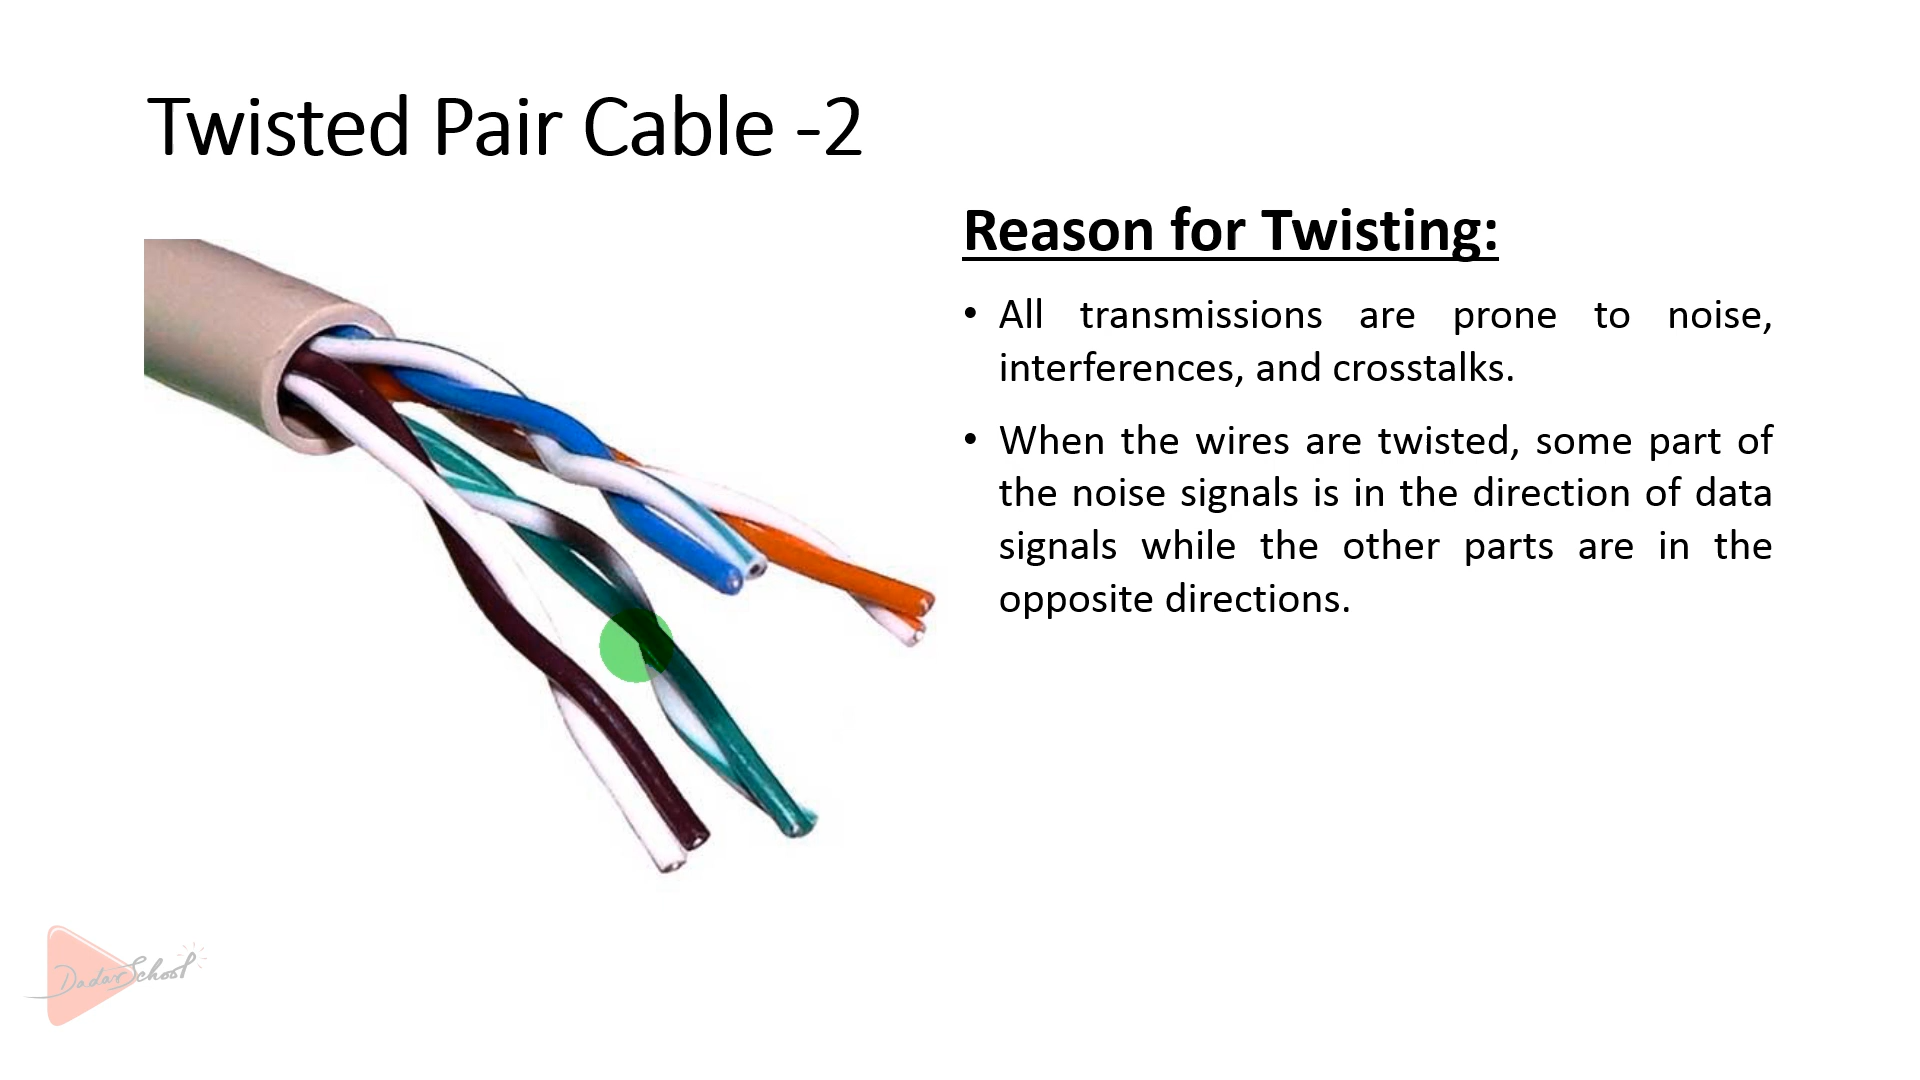 Twisted Pair Cable -2
Reason for Twisting:
• All transmissions are prone to noise,
interferences, and crosstalks.
• When the wires are twisted, some part of
the noise signals is in the direction of data
signals while the other parts are in the
opposite directions.
Dadar School